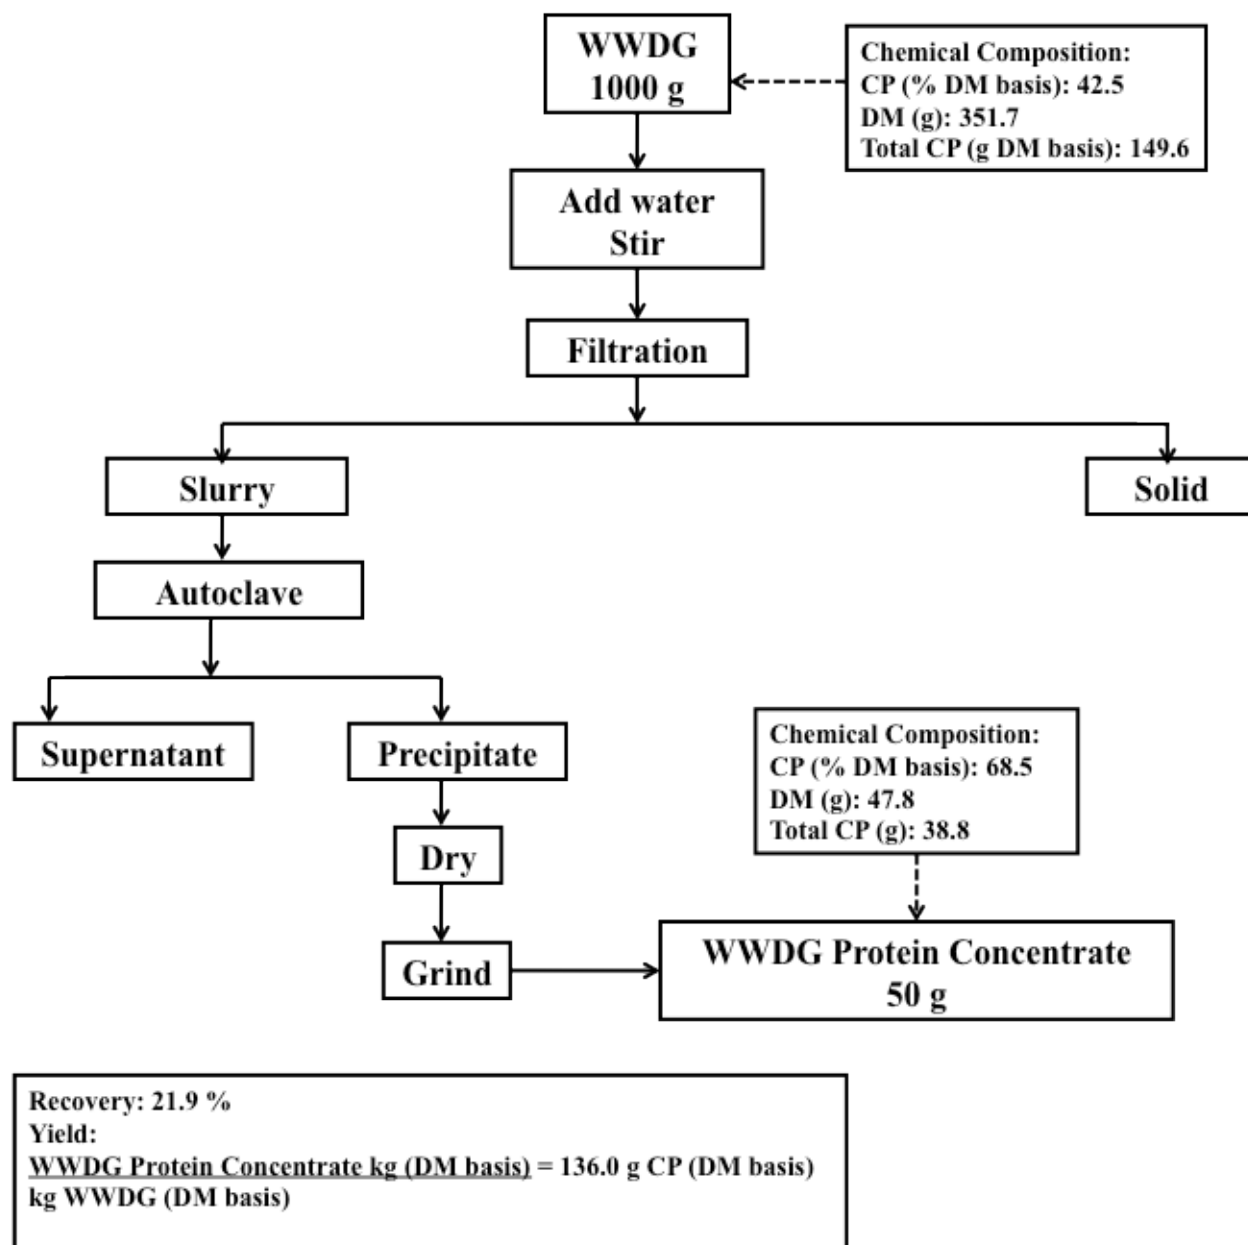 WWDG
1000 g
Chemical Composition:
CP (% DM basis): 42.5
DM (g): 351.7
Total CP (g DM basis): 149.6
Add water
Stir
Filtration
Slurry
Solid
Autoclave
Supernatant
Precipitate
Chemical Composition:
CP (% DM basis): 68.5
DM (g): 47.8
Total CP (g): 38.8
Dry
Grind
WWDG Protein Concentrate
50 g
Recovery: 21.9 %
Yield:
WWDG Protein Concentrate kg (DM basis) = 136.0 g CP (DM basis)
kg WWDG (DM basis)